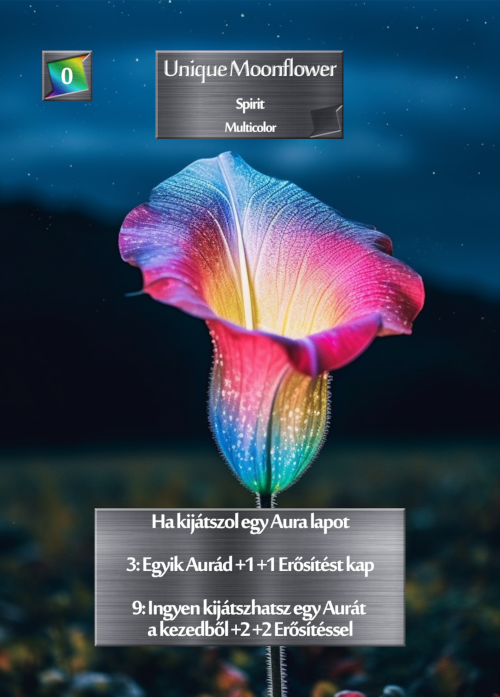 0
Unique Moonflower
Spirit
Multicolor
Ha kijátszol egy Aura lapot
3: Egyik Aurád +1 +1 Erősítést kap
9: Ingyen kijátszhatsz egy Aurát
a kezedből +2 +2 Erősítéssel